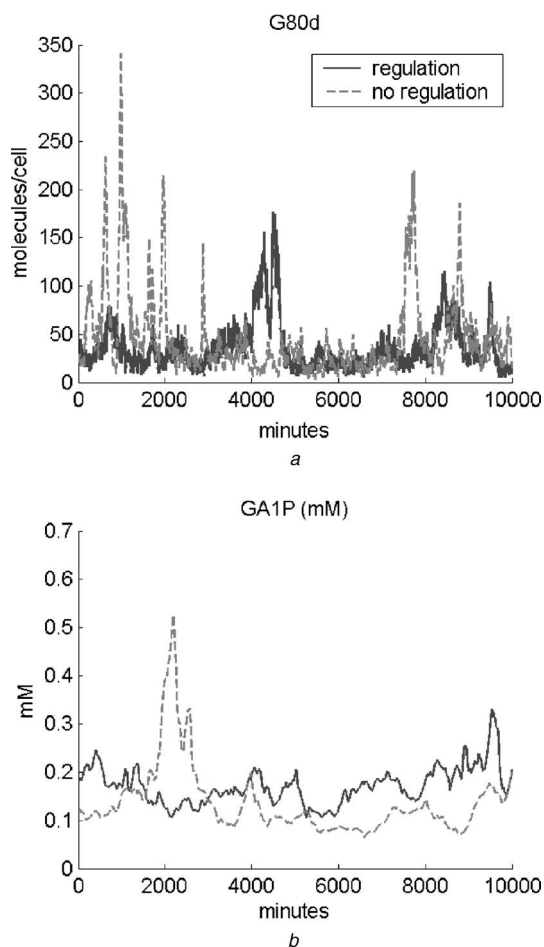 G80d
350
300
250
200
150
100
50
0
molecules/cell
regulation
no regulation
0 2000 4000 6000 8000 10000
minutes
a
GA1P (mM)
0.7
0.6
0.5
0.4
0.3
0.2
0.1
0
mM
0 2000 4000 6000 8000 10000
minutes
b